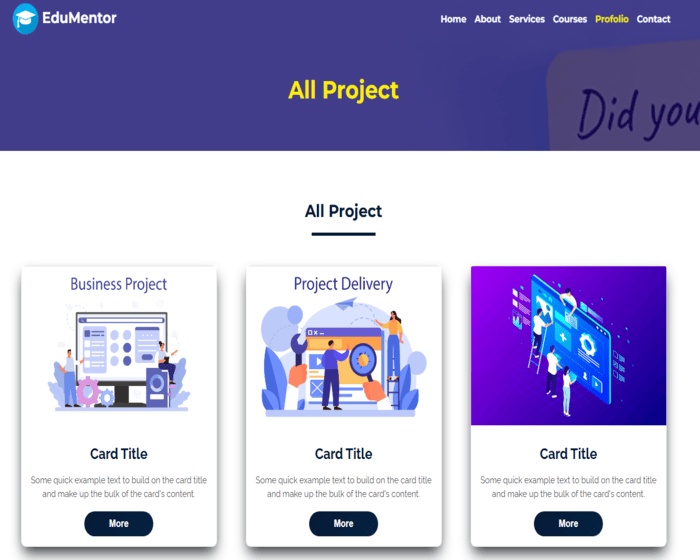 EduMentor
Home About Services Courses Profolio Contact
All Project
Did you
All Project
Business Project
Card Title
Some quick example text to build on the card title
and make up the bulk of the card's content.
More
Project Delivery
Card Title
Some quick example text to build on the card title
and make up the bulk of the card's content.
More
Card Title
Some quick example text to build on the card title
and make up the bulk of the card's content.
More